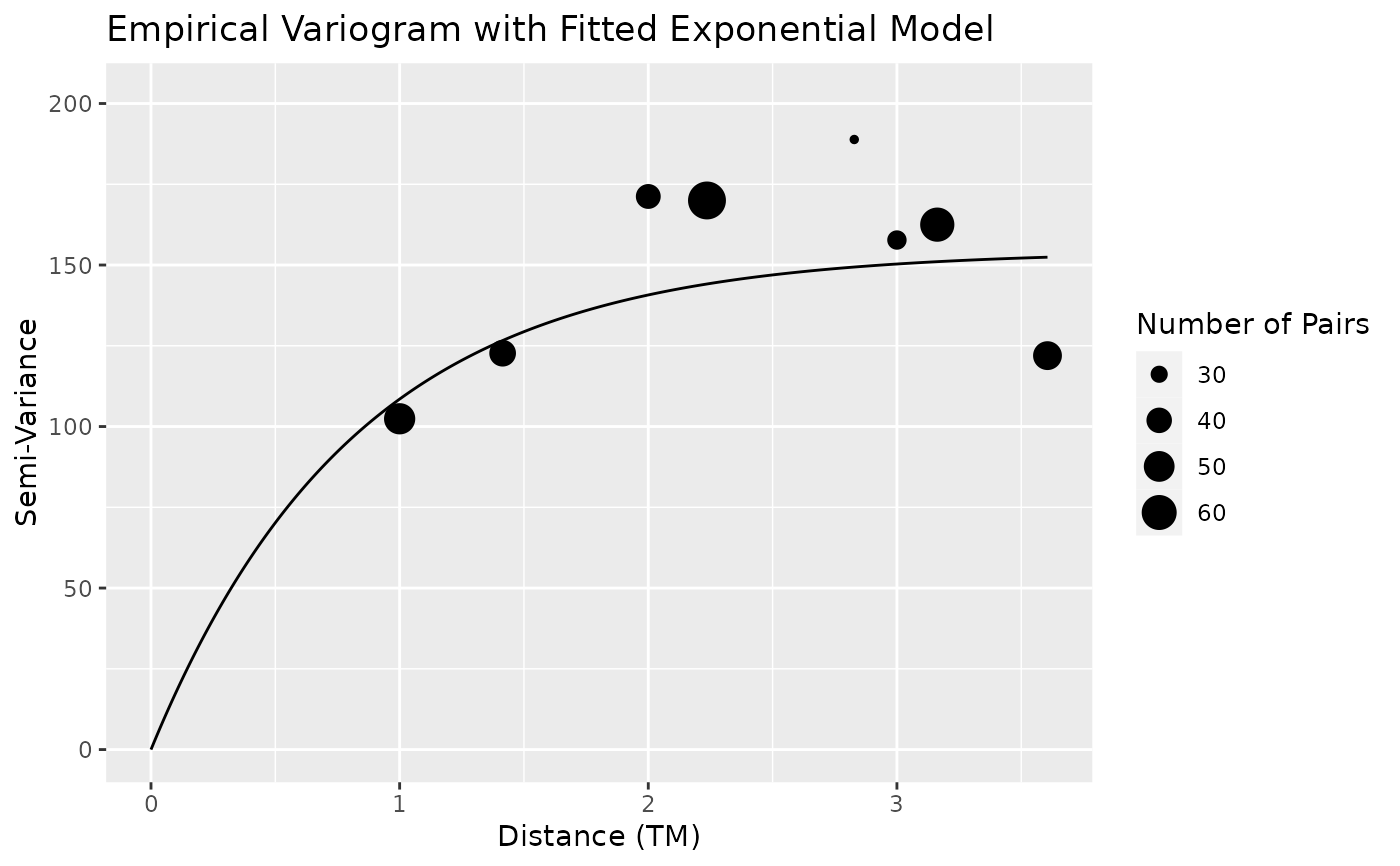 Empirical Variogram with Fitted Exponential Model
200
150
100
50
0
Semi-Variance
0 1 2 3
Distance (TM)
Number of Pairs
30
40
50
60